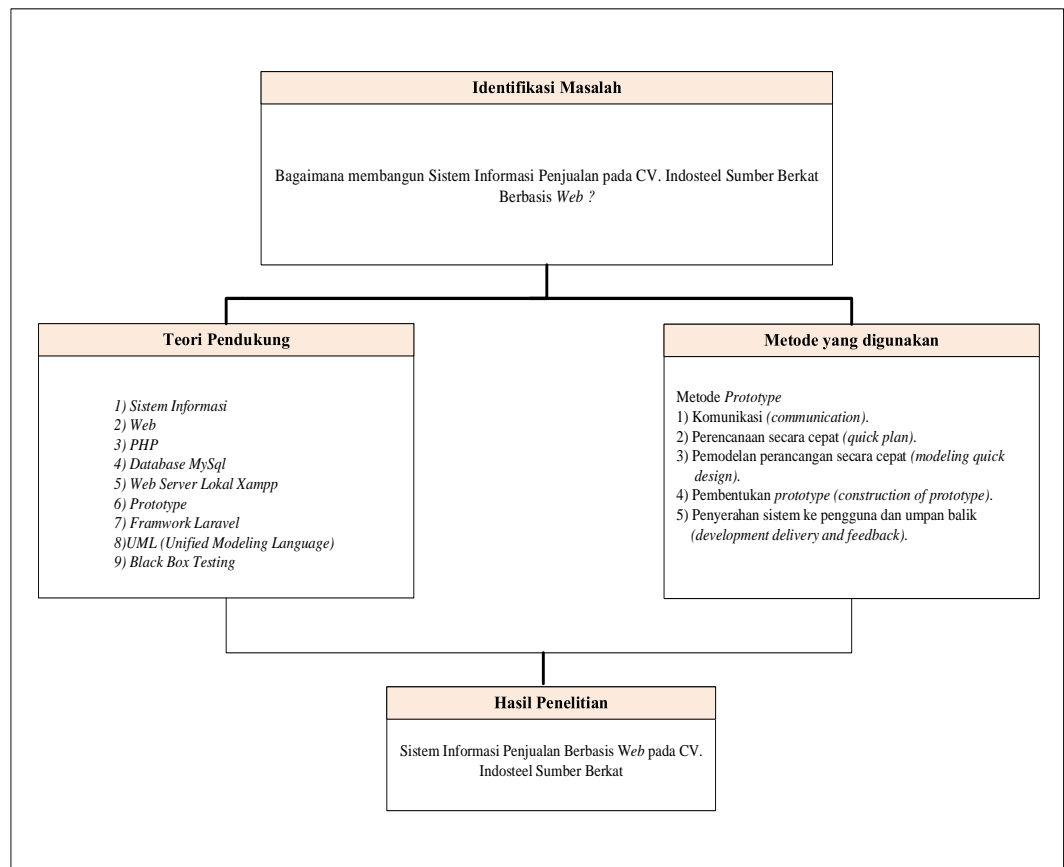 Identifikasi Masalah
Bagaimana membangun Sistem Informasi Penjualan pada CV. Indosteel Sumber Berkat
Berbasis Web ?
Teori Pendukung
1) Sistem Informasi
2) Web
3) PHP
4) Database MySql
5) Web Server Lokal Xampp
6) Prototype
7) Framwork Laravel
8)UML (Unified Modeling Language)
9) Black Box Testing
Metode yang digunakan
Metode Prototype
1) Komunikasi (communication).
2) Perencanaan secara cepat (quick plan).
3) Pemodelan perancangan secara cepat (modeling quick
design).
4) Pembentukan prototype (construction of prototype).
5) Penyerahan sistem ke pengguna dan umpan balik
(development delivery and feedback).
Hasil Penelitian
Sistem Informasi Penjualan Berbasis Web pada CV.
Indosteel Sumber Berkat